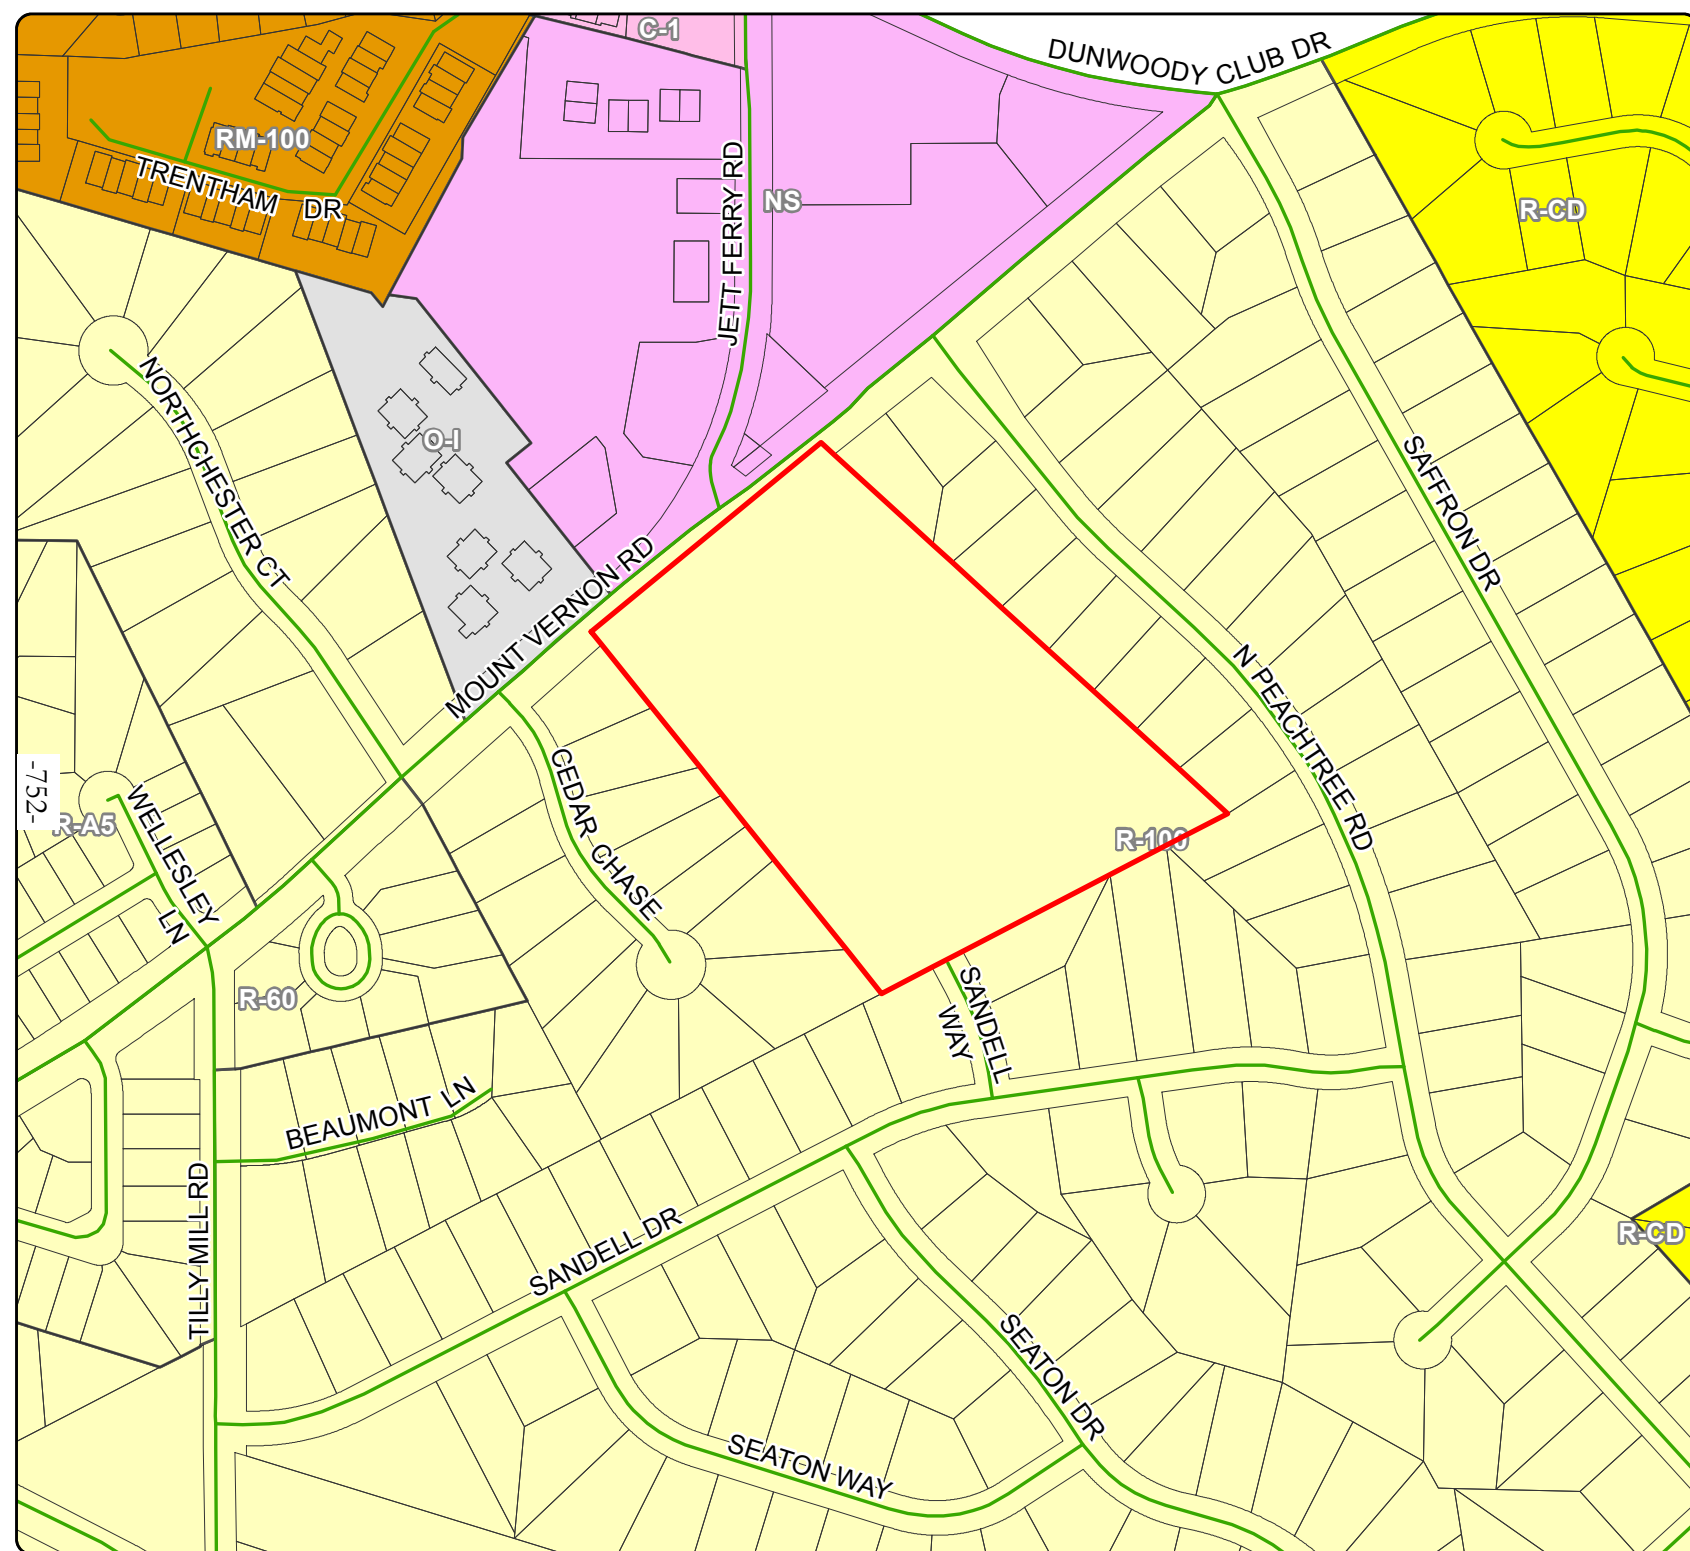 C-1
DUNWOODY CLUB DR
RM-100
TRENTHAM DR
JETT FERRY RD
NS
R-CD
NORTHCHESTER CT
O-I
SAFFRON DR
MOUNT VERNON RD
N PEACHTREE RD
CEDAR CHASE
-752-
R-A5
WELLESLEY
LN
R-100
SANDELL
WAY
R-60
BEAUMONT LN
TILLY MILL RD
SANDELL DR
R-CD
SEATON DR
SEATON WAY